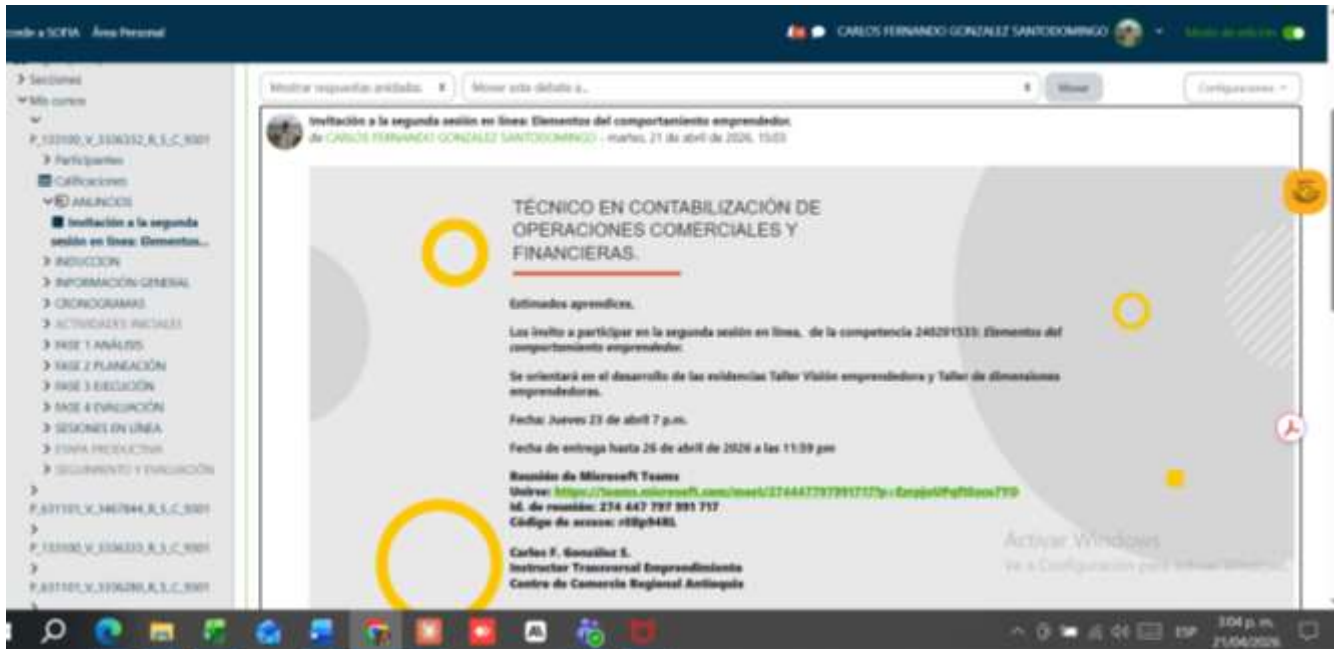 Área Personal
CARLOS FERNANDO GONZALEZ SANTODOMINGO
Secciones
Mis cursos
Mostrar respuestas anidadas
Mover este debate a...
Mover
Configuraciones
Invitación a la segunda sesión en línea: Elementos del comportamiento emprendedor.
de CARLOS FERNANDO GONZALEZ SANTODOMINGO - martes, 21 de abril de 2026, 15:03
Participantes
Calificaciones
ANUNCIOS
Invitación a la segunda
sesión en línea: Elementos...
INDUCCION
INFORMACIÓN GENERAL
CRONOGRAMAS
ACTIVIDADES INICIALES
FASE 1 ANÁLISIS
FASE 2 PLANEACIÓN
FASE 3 EJECUCIÓN
FASE 4 EVALUACIÓN
SESIONES EN LÍNEA
ETAPA PRODUCTIVA
SEGUIMIENTO Y EVALUACIÓN
TÉCNICO EN CONTABILIZACIÓN DE
OPERACIONES COMERCIALES Y
FINANCIERAS.
Estimados aprendices.
Los invito a participar en la segunda sesión en línea, de la competencia 240201533: Elementos del
comportamiento emprendedor.
Se orientará en el desarrollo de las evidencias Taller Visión emprendedora y Taller de dimensiones
emprendedoras.
Fecha: Jueves 23 de abril 7 p.m.
Fecha de entrega hasta 26 de abril de 2026 a las 11:59 pm
Reunión de Microsoft Teams
Unirse:
Id. de reunión: 274 447 797 991 717
Código de acceso:
Carlos F. González S.
Instructor Transversal Emprendimiento
Centro de Comercio Regional Antioquia
Activar Windows
Ve a Configuración para activar Windows.
ESP
3:04 p. m.
21/04/2026